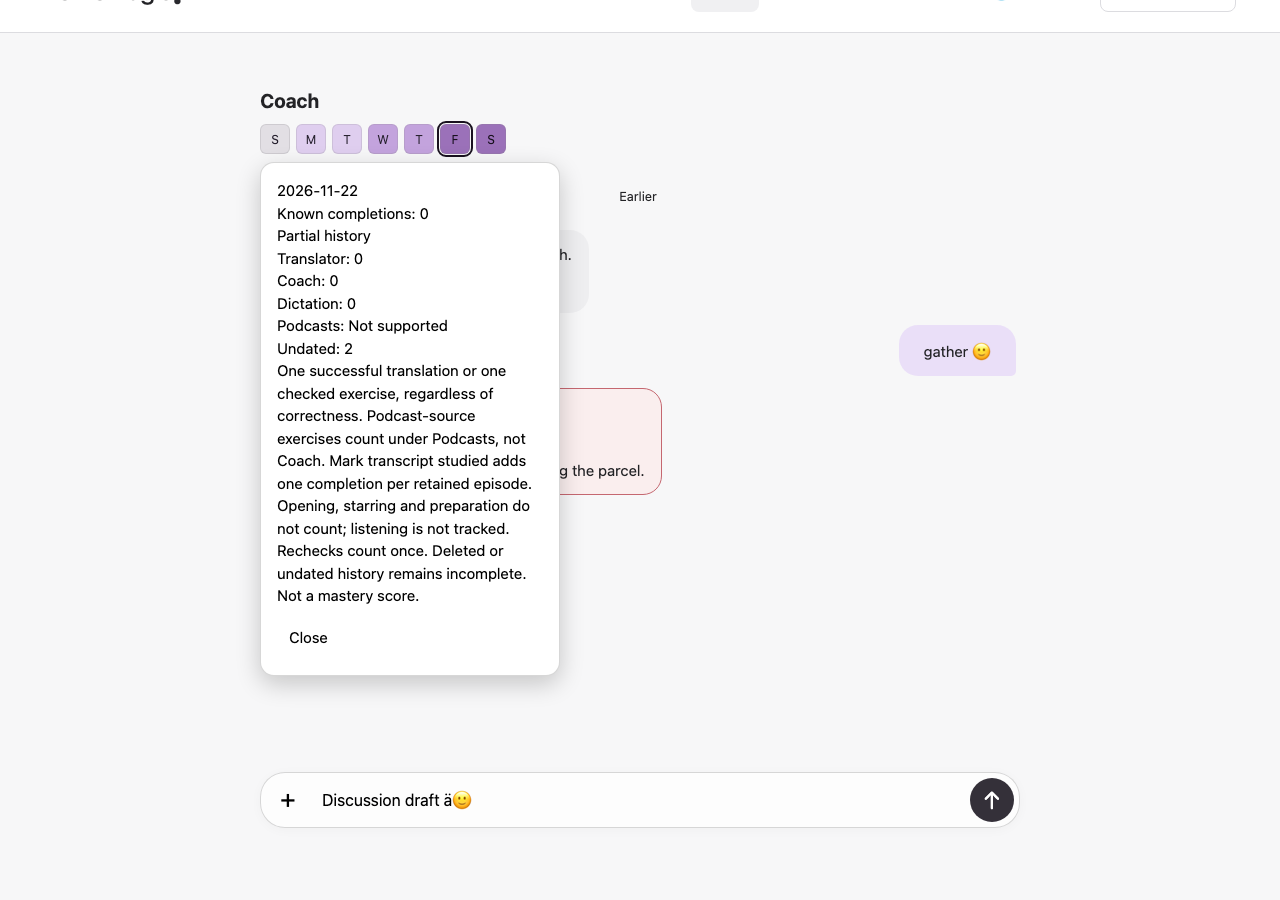 Coach
S M T W T F S
2026-11-22
Known completions: 0
Partial history
Translator: 0
Coach: 0
Dictation: 0
Podcasts: Not supported
Undated: 2
One successful translation or one
checked exercise, regardless of
correctness. Podcast-source
exercises count under Podcasts, not
Coach. Mark transcript studied adds
one completion per retained episode.
Opening, starring and preparation do
not count; listening is not tracked.
Rechecks count once. Deleted or
undated history remains incomplete.
Not a mastery score.
Close
Earlier
h.
gather 🙂
g the parcel.
Discussion draft ä🙂